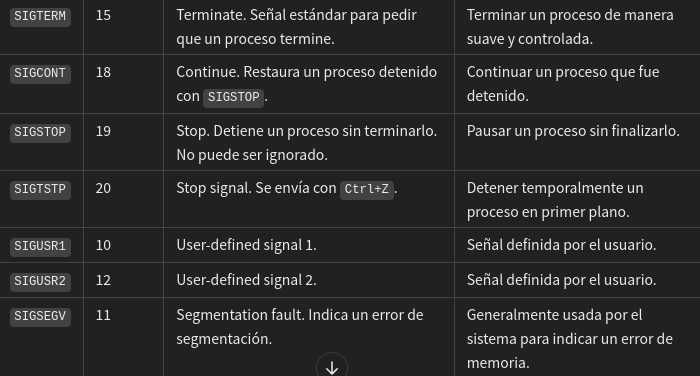 SIGTERM 15 Terminate. Señal estándar para pedir Terminar un proceso de manera
que un proceso termine. suave y controlada.
SIGCONT 18 Continue. Restaura un proceso detenido Continuar un proceso que fue
con SIGSTOP. detenido.
SIGSTOP 19 Stop. Detiene un proceso sin terminarlo. Pausar un proceso sin finalizarlo.
No puede ser ignorado.
SIGTSTP 20 Stop signal. Se envía con Ctrl+Z. Detener temporalmente un
proceso en primer plano.
SIGUSR1 10 User-defined signal 1. Señal definida por el usuario.
SIGUSR2 12 User-defined signal 2. Señal definida por el usuario.
SIGSEGV 11 Segmentation fault. Indica un error de Generalmente usada por el
segmentación. sistema para indicar un error de
memoria.